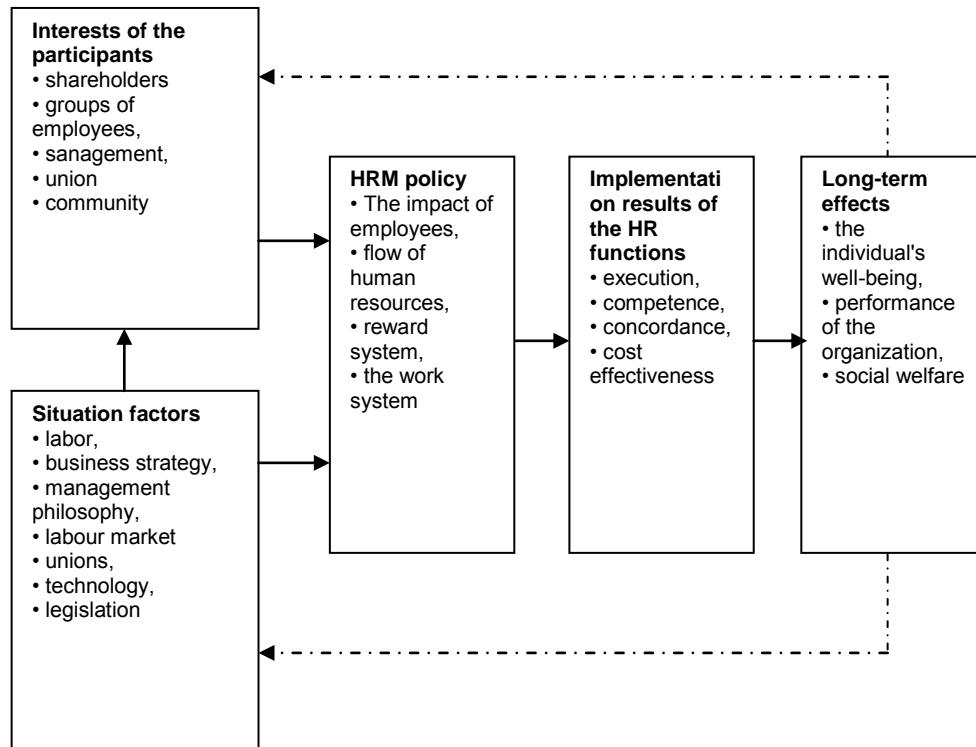 Interests of the
participants
• shareholders
• groups of
employees,
• sanagement,
• union
• community
Situation factors
• labor,
• business strategy,
• management
philosophy,
• labour market
• unions,
• technology,
• legislation
HRM policy
• The impact of
employees,
• flow of
human
resources,
• reward
system,
• the work
system
Implementati
on results of
the HR
functions
• execution,
• competence,
• concordance,
• cost
effectiveness
Long-term
effects
• the
individual's
well-being,
• performance
of the
organization,
• social welfare